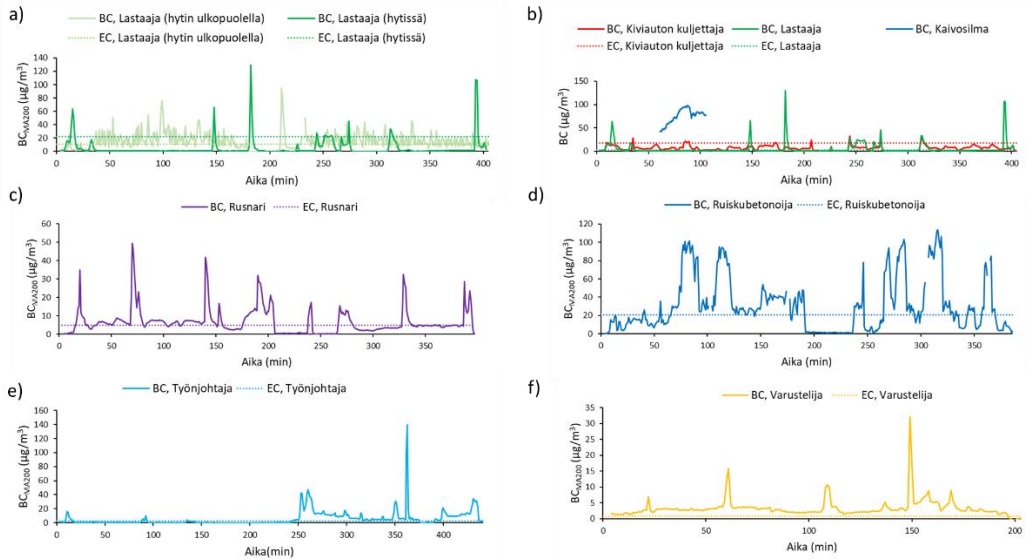 a)
BC, Lastaaja (hytin ulkopuolella) BC, Lastaaja (hytissä)
EC, Lastaaja (hytin ulkopuolella) EC, Lastaaja (hytissä)
BCMA200 (µg/m³)
140
120
100
80
60
40
20
0
0 50 100 150 200 250 300 350 400
Aika (min)
b)
BC, Kiviauton kuljettaja BC, Lastaaja BC, Kaivosilma
EC, Kiviauton kuljettaja EC, Lastaaja
BC (µg/m³)
150
100
50
0
0 50 100 150 200 250 300 350 400
Aika (min)
c)
BC, Rusnari EC, Rusnari
BCMA200 (µg/m³)
60
50
40
30
20
10
0
0 50 100 150 200 250 300 350
Aika (min)
d)
BC, Ruiskubetonoija EC, Ruiskubetonoija
BCMA200 (µg/m³)
120
100
80
60
40
20
0
0 50 100 150 200 250 300 350
Aika (min)
e)
BC, Työnjohtaja EC, Työnjohtaja
BCMA200 (µg/m³)
160
140
120
100
80
60
40
20
0
0 50 100 150 200 250 300 350 400
Aika(min)
f)
BC, Varustelija EC, Varustelija
BCMA200 (µg/m³)
35
30
25
20
15
10
5
0
0 50 100 150 200
Aika (min)